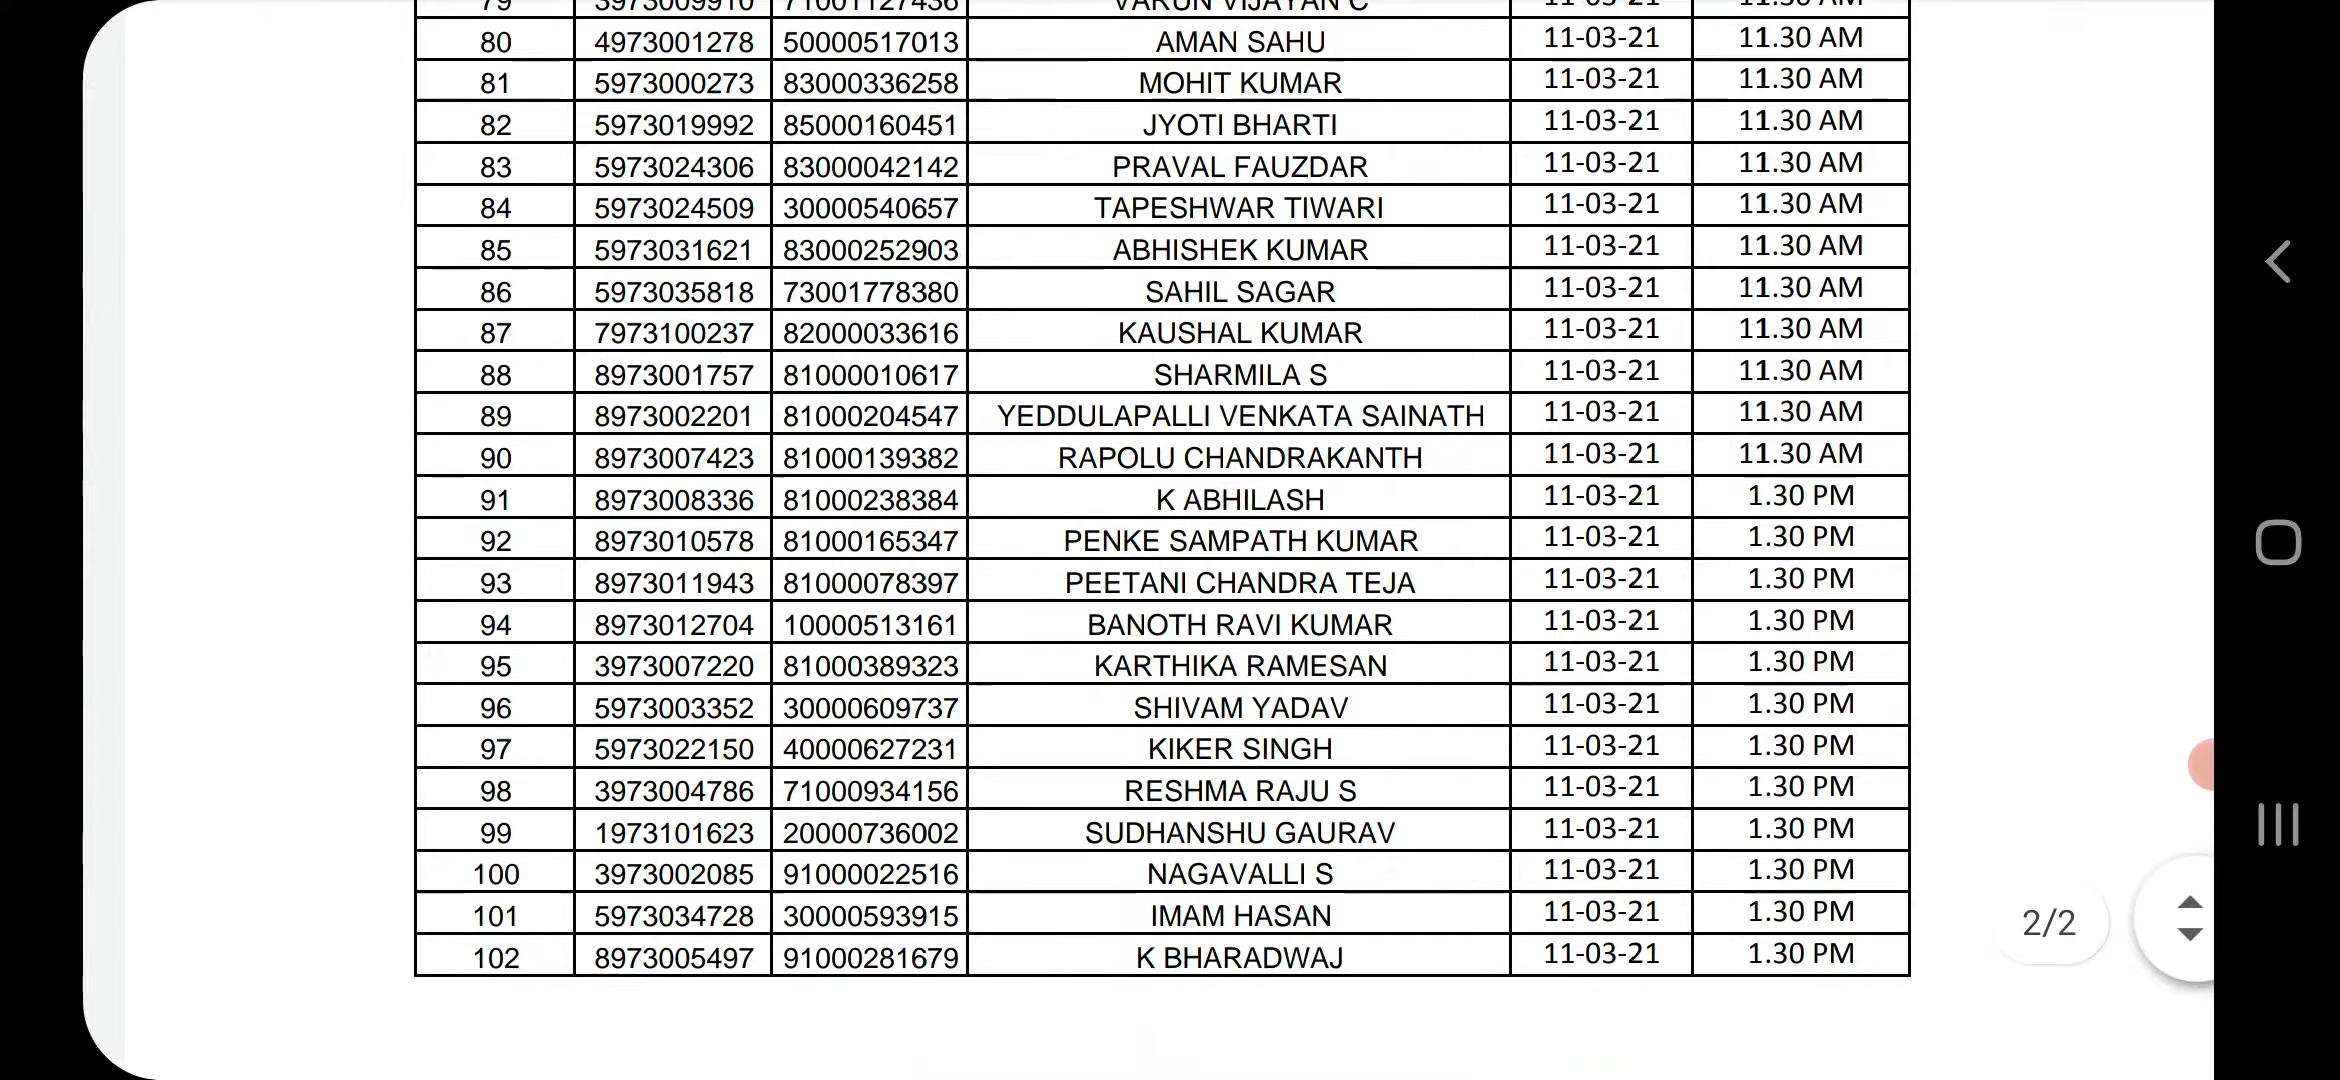 79 3973009910 71001127436 VARUN VIJAYAN C 11-03-21 11.30 AM
80 4973001278 50000517013 AMAN SAHU 11-03-21 11.30 AM
81 5973000273 83000336258 MOHIT KUMAR 11-03-21 11.30 AM
82 5973019992 85000160451 JYOTI BHARTI 11-03-21 11.30 AM
83 5973024306 83000042142 PRAVAL FAUZDAR 11-03-21 11.30 AM
84 5973024509 30000540657 TAPESHWAR TIWARI 11-03-21 11.30 AM
85 5973031621 83000252903 ABHISHEK KUMAR 11-03-21 11.30 AM
86 5973035818 73001778380 SAHIL SAGAR 11-03-21 11.30 AM
87 7973100237 82000033616 KAUSHAL KUMAR 11-03-21 11.30 AM
88 8973001757 81000010617 SHARMILA S 11-03-21 11.30 AM
89 8973002201 81000204547 YEDDULAPALLI VENKATA SAINATH 11-03-21 11.30 AM
90 8973007423 81000139382 RAPOLU CHANDRAKANTH 11-03-21 11.30 AM
91 8973008336 81000238384 K ABHILASH 11-03-21 1.30 PM
92 8973010578 81000165347 PENKE SAMPATH KUMAR 11-03-21 1.30 PM
93 8973011943 81000078397 PEETANI CHANDRA TEJA 11-03-21 1.30 PM
94 8973012704 10000513161 BANOTH RAVI KUMAR 11-03-21 1.30 PM
95 3973007220 81000389323 KARTHIKA RAMESAN 11-03-21 1.30 PM
96 5973003352 30000609737 SHIVAM YADAV 11-03-21 1.30 PM
97 5973022150 40000627231 KIKER SINGH 11-03-21 1.30 PM
98 3973004786 71000934156 RESHMA RAJU S 11-03-21 1.30 PM
99 1973101623 20000736002 SUDHANSHU GAURAV 11-03-21 1.30 PM
100 3973002085 91000022516 NAGAVALLI S 11-03-21 1.30 PM
101 5973034728 30000593915 IMAM HASAN 11-03-21 1.30 PM
102 8973005497 91000281679 K BHARADWAJ 11-03-21 1.30 PM
2/2